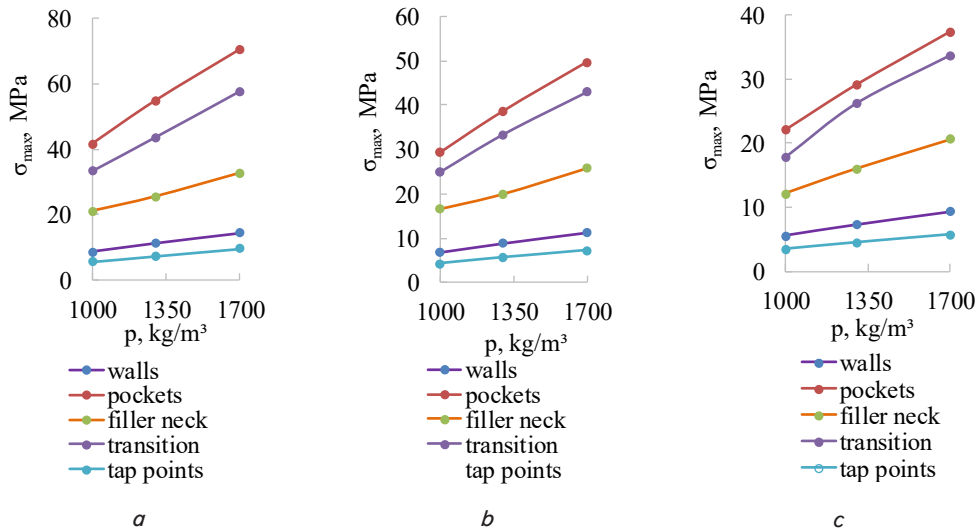 σmax, MPa
80
60
40
20
0
1000 1350 1700
p, kg/m³
walls
pockets
filler neck
transition
tap points
a
σmax, MPa
60
50
40
30
20
10
0
1000 1350 1700
p, kg/m³
walls
pockets
filler neck
transition
tap points
b
σmax, MPa
40
30
20
10
0
1000 1350 1700
p, kg/m³
walls
pockets
filler neck
transition
tap points
c